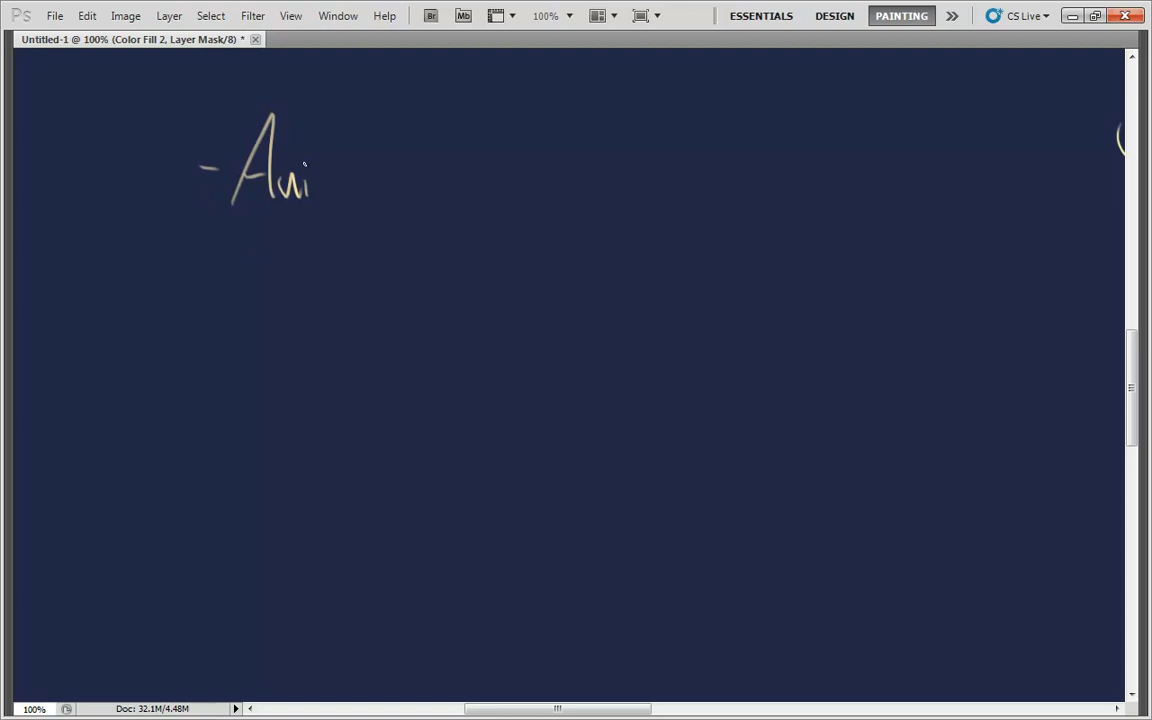 Ps File Edit Image Layer Select Filter View Window Help Br Mb 100% ESSENTIALS DESIGN PAINTING CS Live
Untitled-1 @ 100% (Color Fill 2, Layer Mask/8) *
- Ani
100% Doc: 32.1M/4.48M